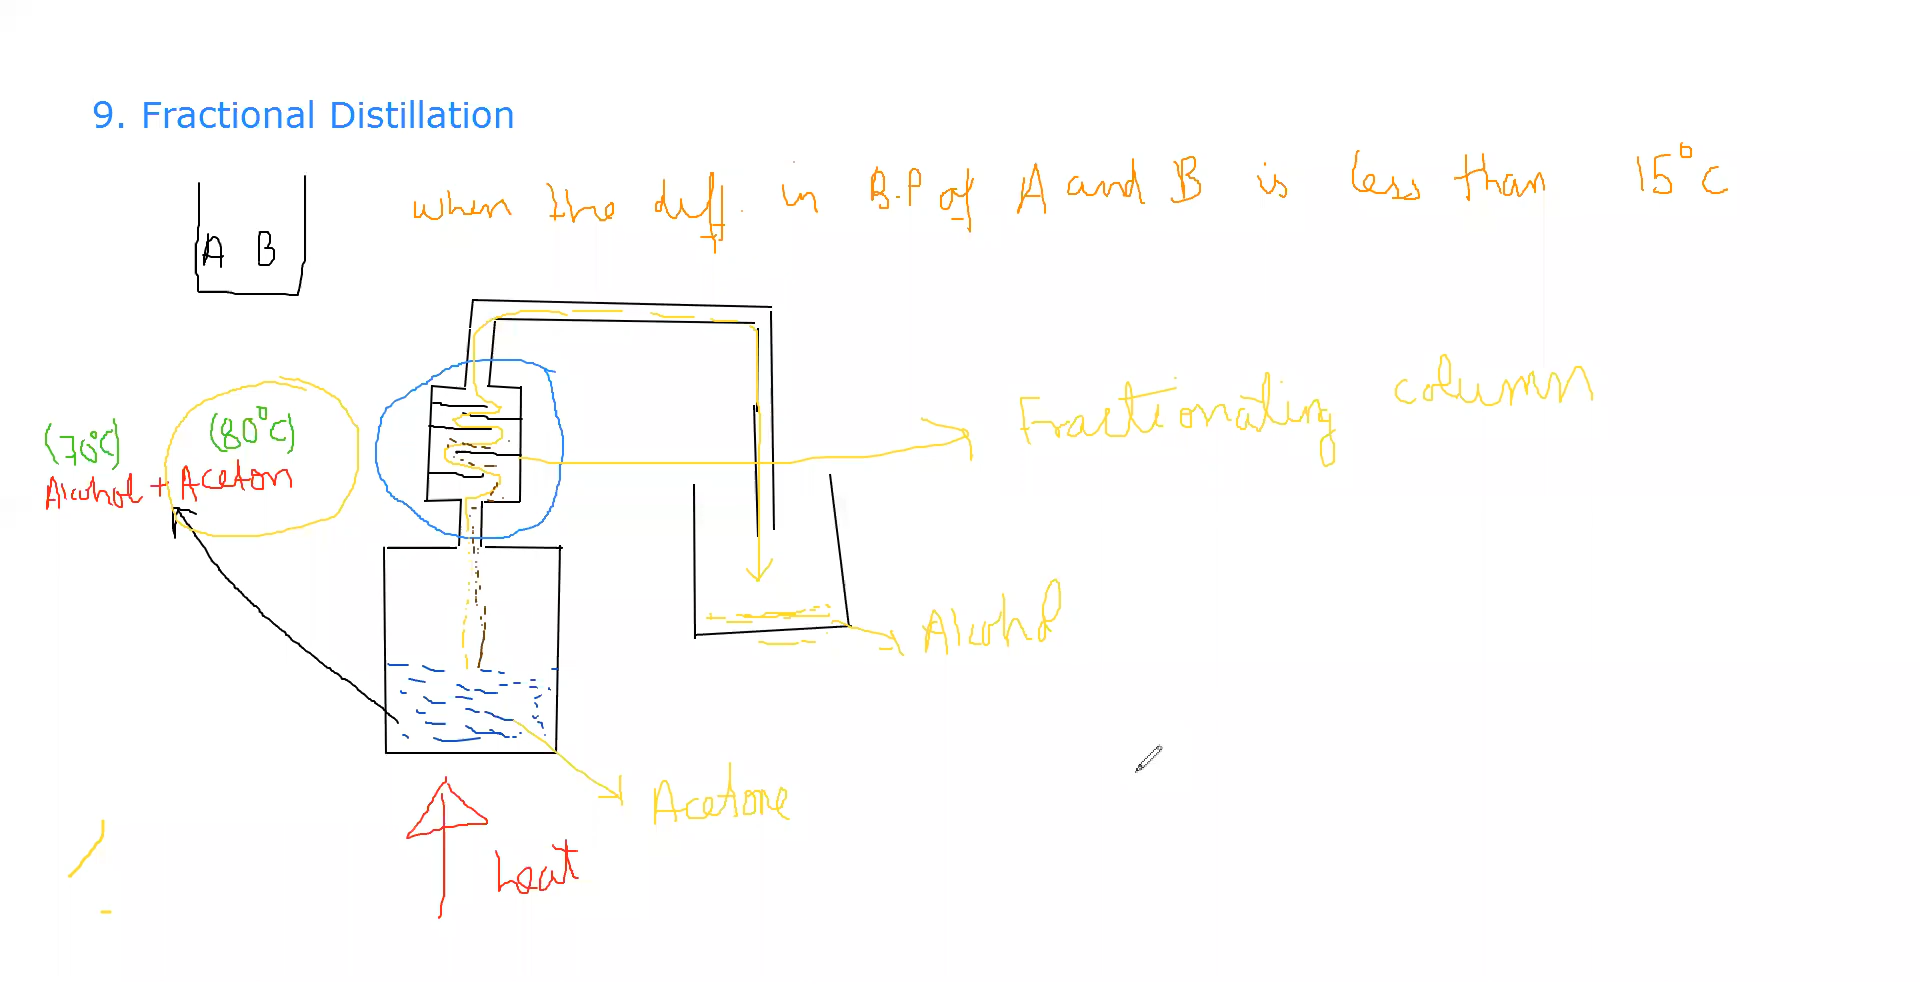 9. Fractional Distillation
when the diff. in B.P of A and B is less than 15°c
A B
Fractionating column
(70°C) (80°C)
Alcohol + Aceton
Alcohol
Acetone
heat